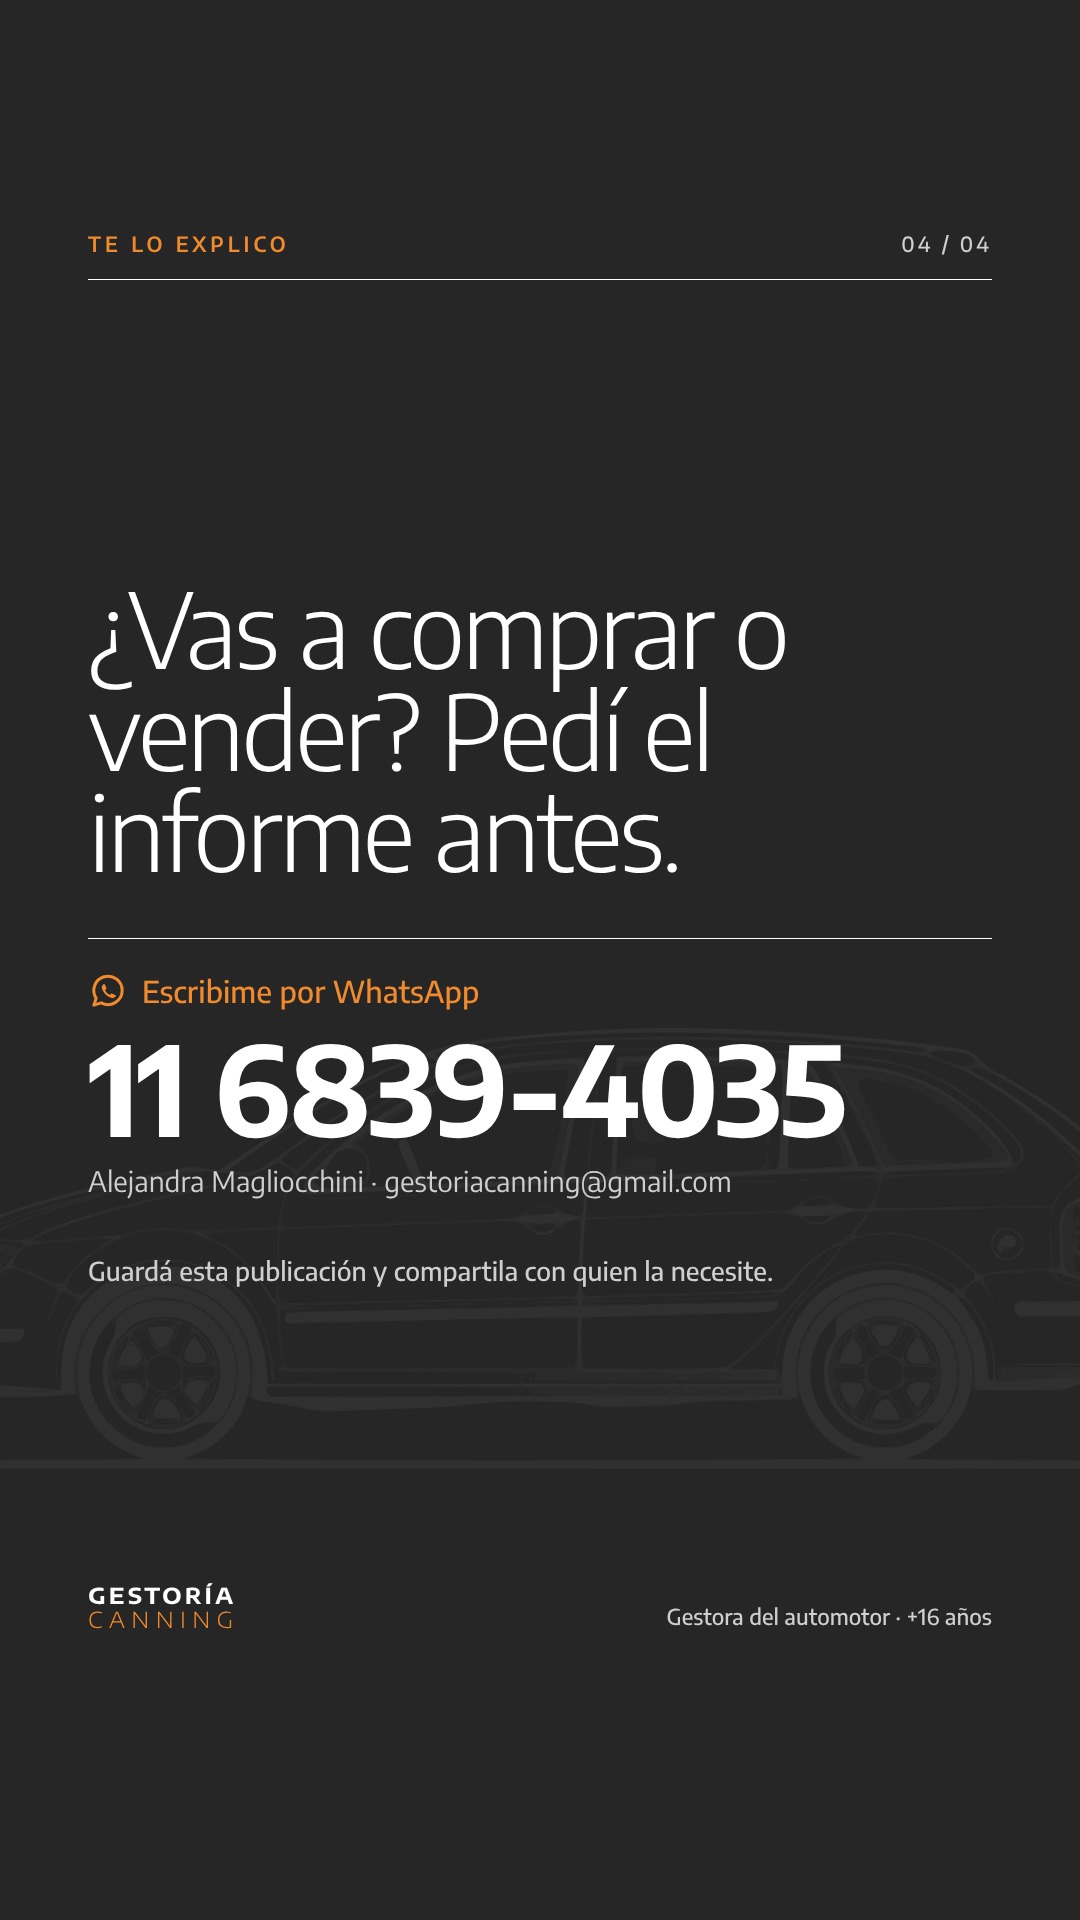 TE LO EXPLICO
04 / 04
¿Vas a comprar o
vender? Pedí el
informe antes.
Escribime por WhatsApp
11 6839-4035
Alejandra Magliocchini · gestoriacanning@gmail.com
Guardá esta publicación y compartila con quien la necesite.
GESTORÍA
CANNING
Gestora del automotor · +16 años